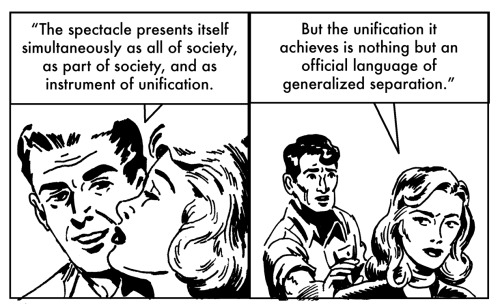 “The spectacle presents itself
simultaneously as all of society,
as part of society, and as
instrument of unification.
But the unification it
achieves is nothing but an
official language of
generalized separation.”